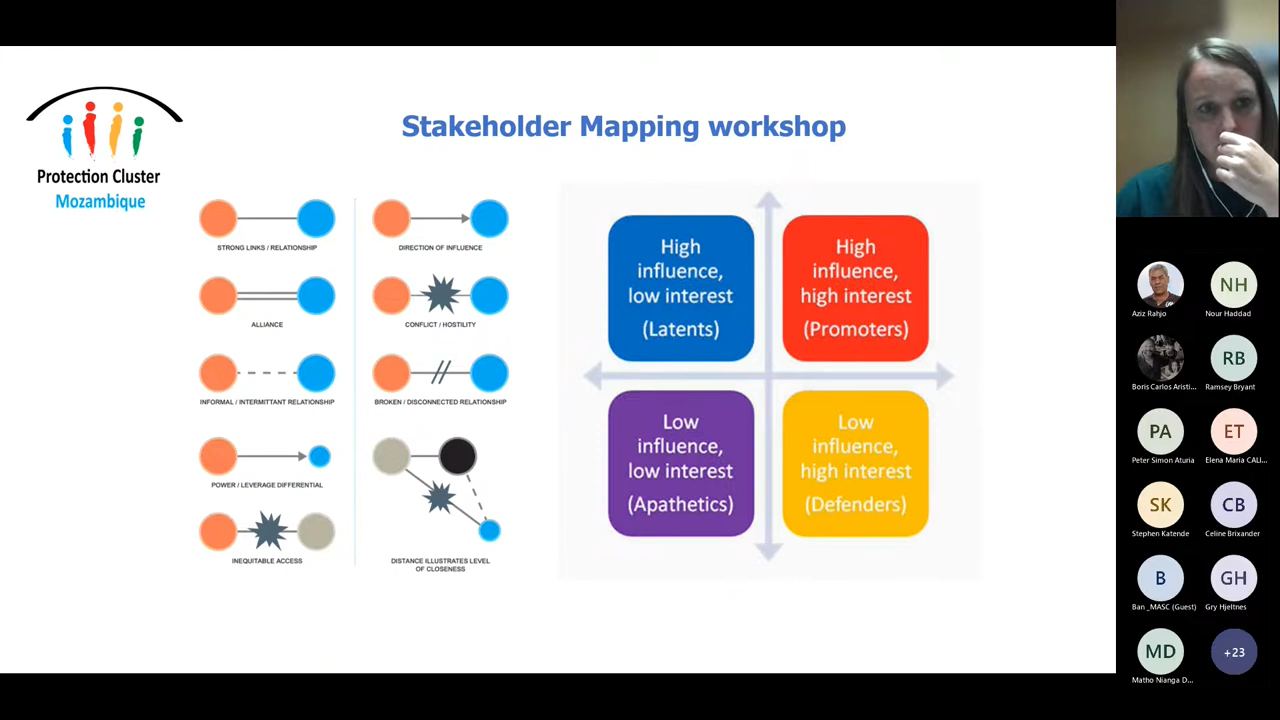 Protection Cluster
Mozambique
Stakeholder Mapping workshop
STRONG LINKS / RELATIONSHIP
DIRECTION OF INFLUENCE
ALLIANCE
CONFLICT / HOSTILITY
INFORMAL / INTERMITTANT RELATIONSHIP
BROKEN / DISCONNECTED RELATIONSHIP
POWER / LEVERAGE DIFFERENTIAL
INEQUITABLE ACCESS
DISTANCE ILLUSTRATES LEVEL
OF CLOSENESS
High
influence,
low interest
(Latents)
High
influence,
high interest
(Promoters)
Low
influence,
low interest
(Apathetics)
Low
influence,
high interest
(Defenders)
Aziz Rahjo
NH
Nour Haddad
Boris Carlos Aristi...
RB
Ramsey Bryant
PA
Peter Simon Aturia
ET
Elena Maria CALI...
SK
Stephen Katende
CB
Celine Brixander
B
Ban _MASC (Guest)
GH
Gry Hjeltnes
MD
Matho Nianga D...
+23